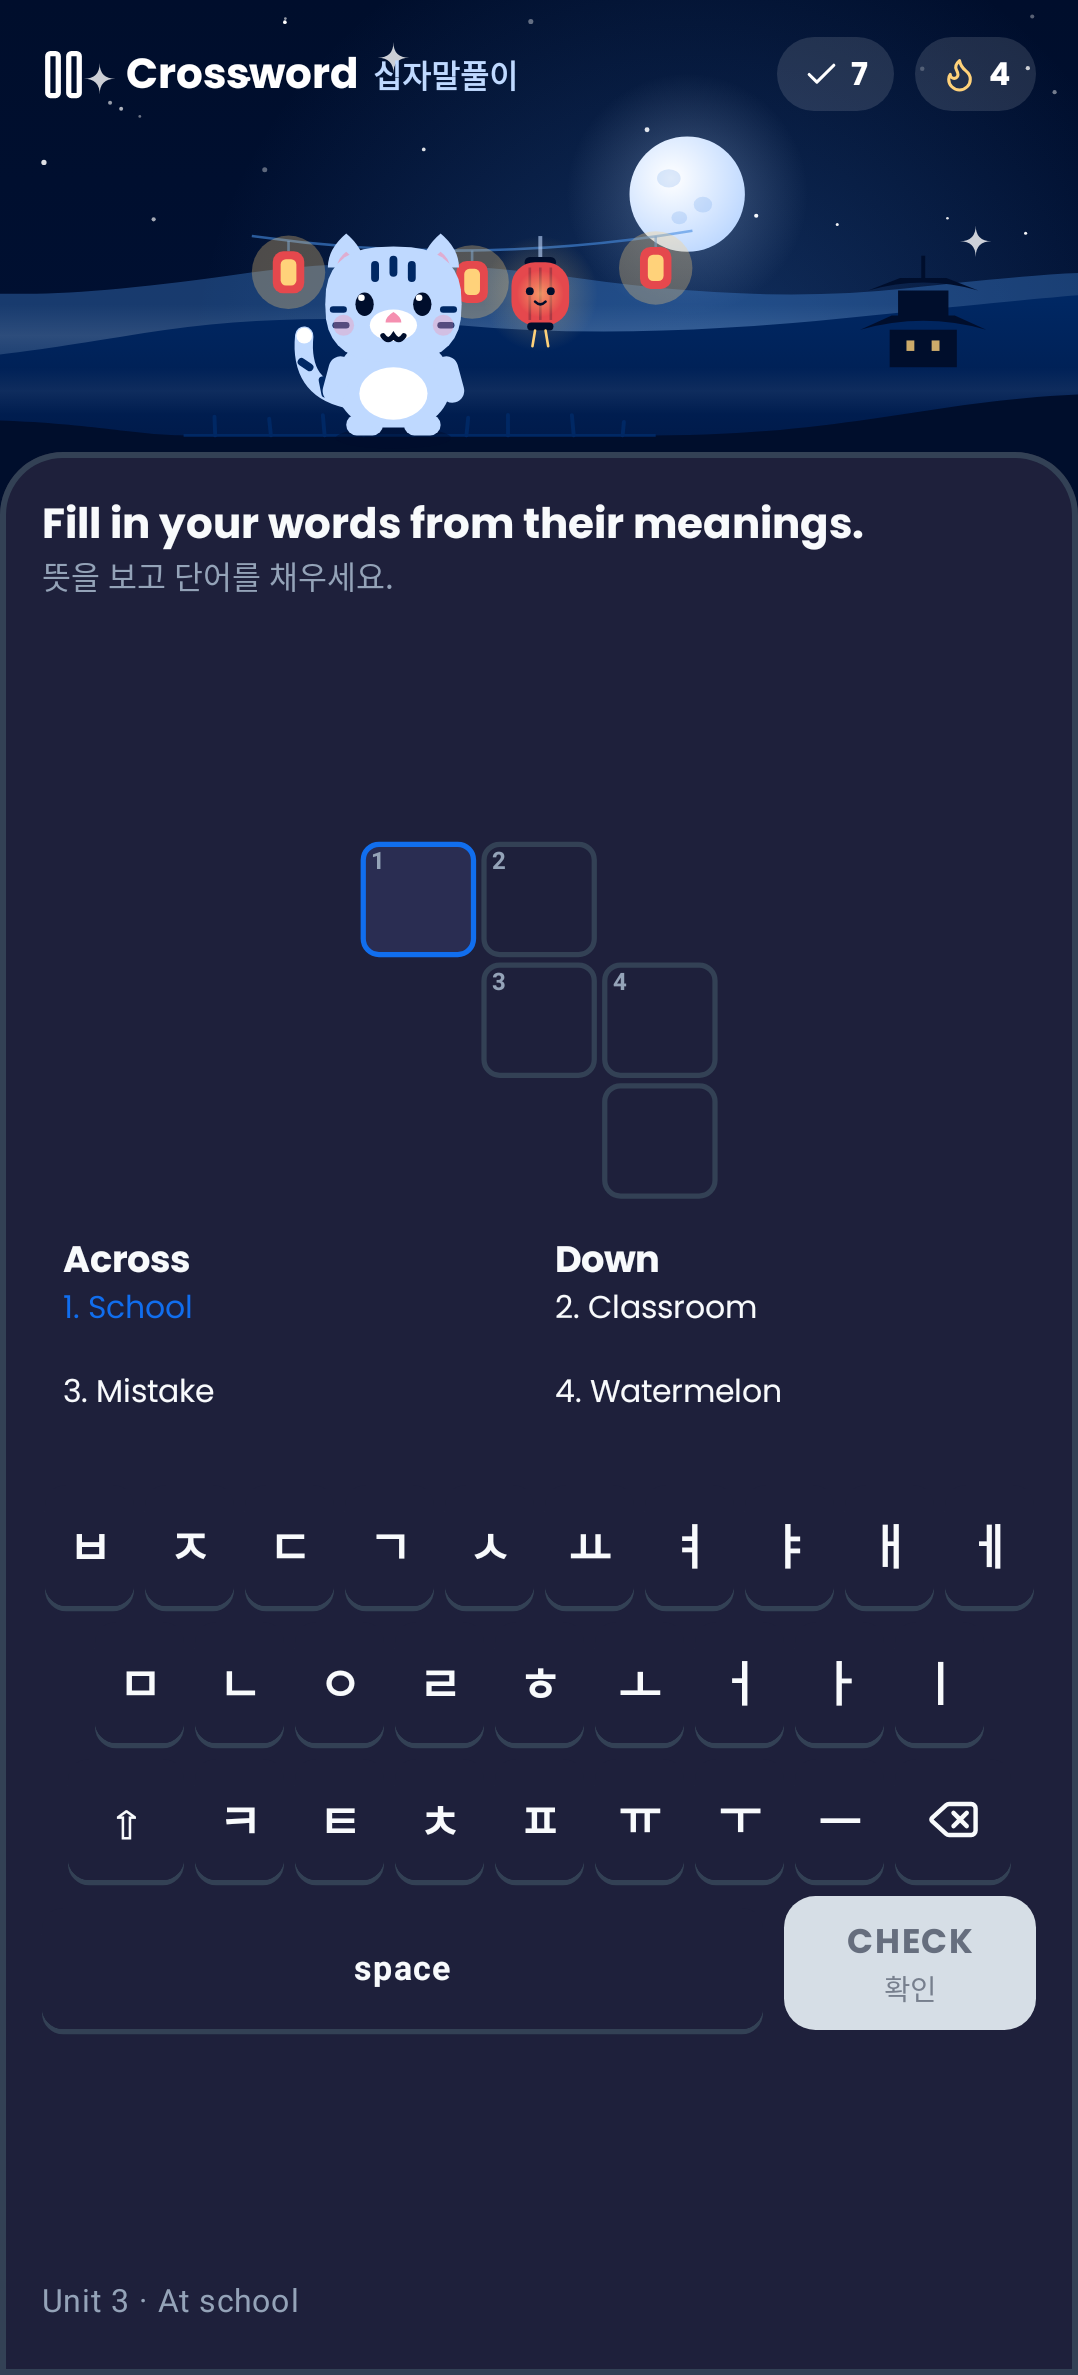 Crossword 십자말풀이
7
4
Fill in your words from their meanings.
뜻을 보고 단어를 채우세요.
1
2
3
4
Across
1. School
3. Mistake
Down
2. Classroom
4. Watermelon
ㅂ ㅈ ㄷ ㄱ ㅅ ㅛ ㅕ ㅑ ㅐ ㅔ
ㅁ ㄴ ㅇ ㄹ ㅎ ㅗ ㅓ ㅏ ㅣ
⇧ ㅋ ㅌ ㅊ ㅍ ㅠ ㅜ ㅡ
space
CHECK
확인
Unit 3 · At school